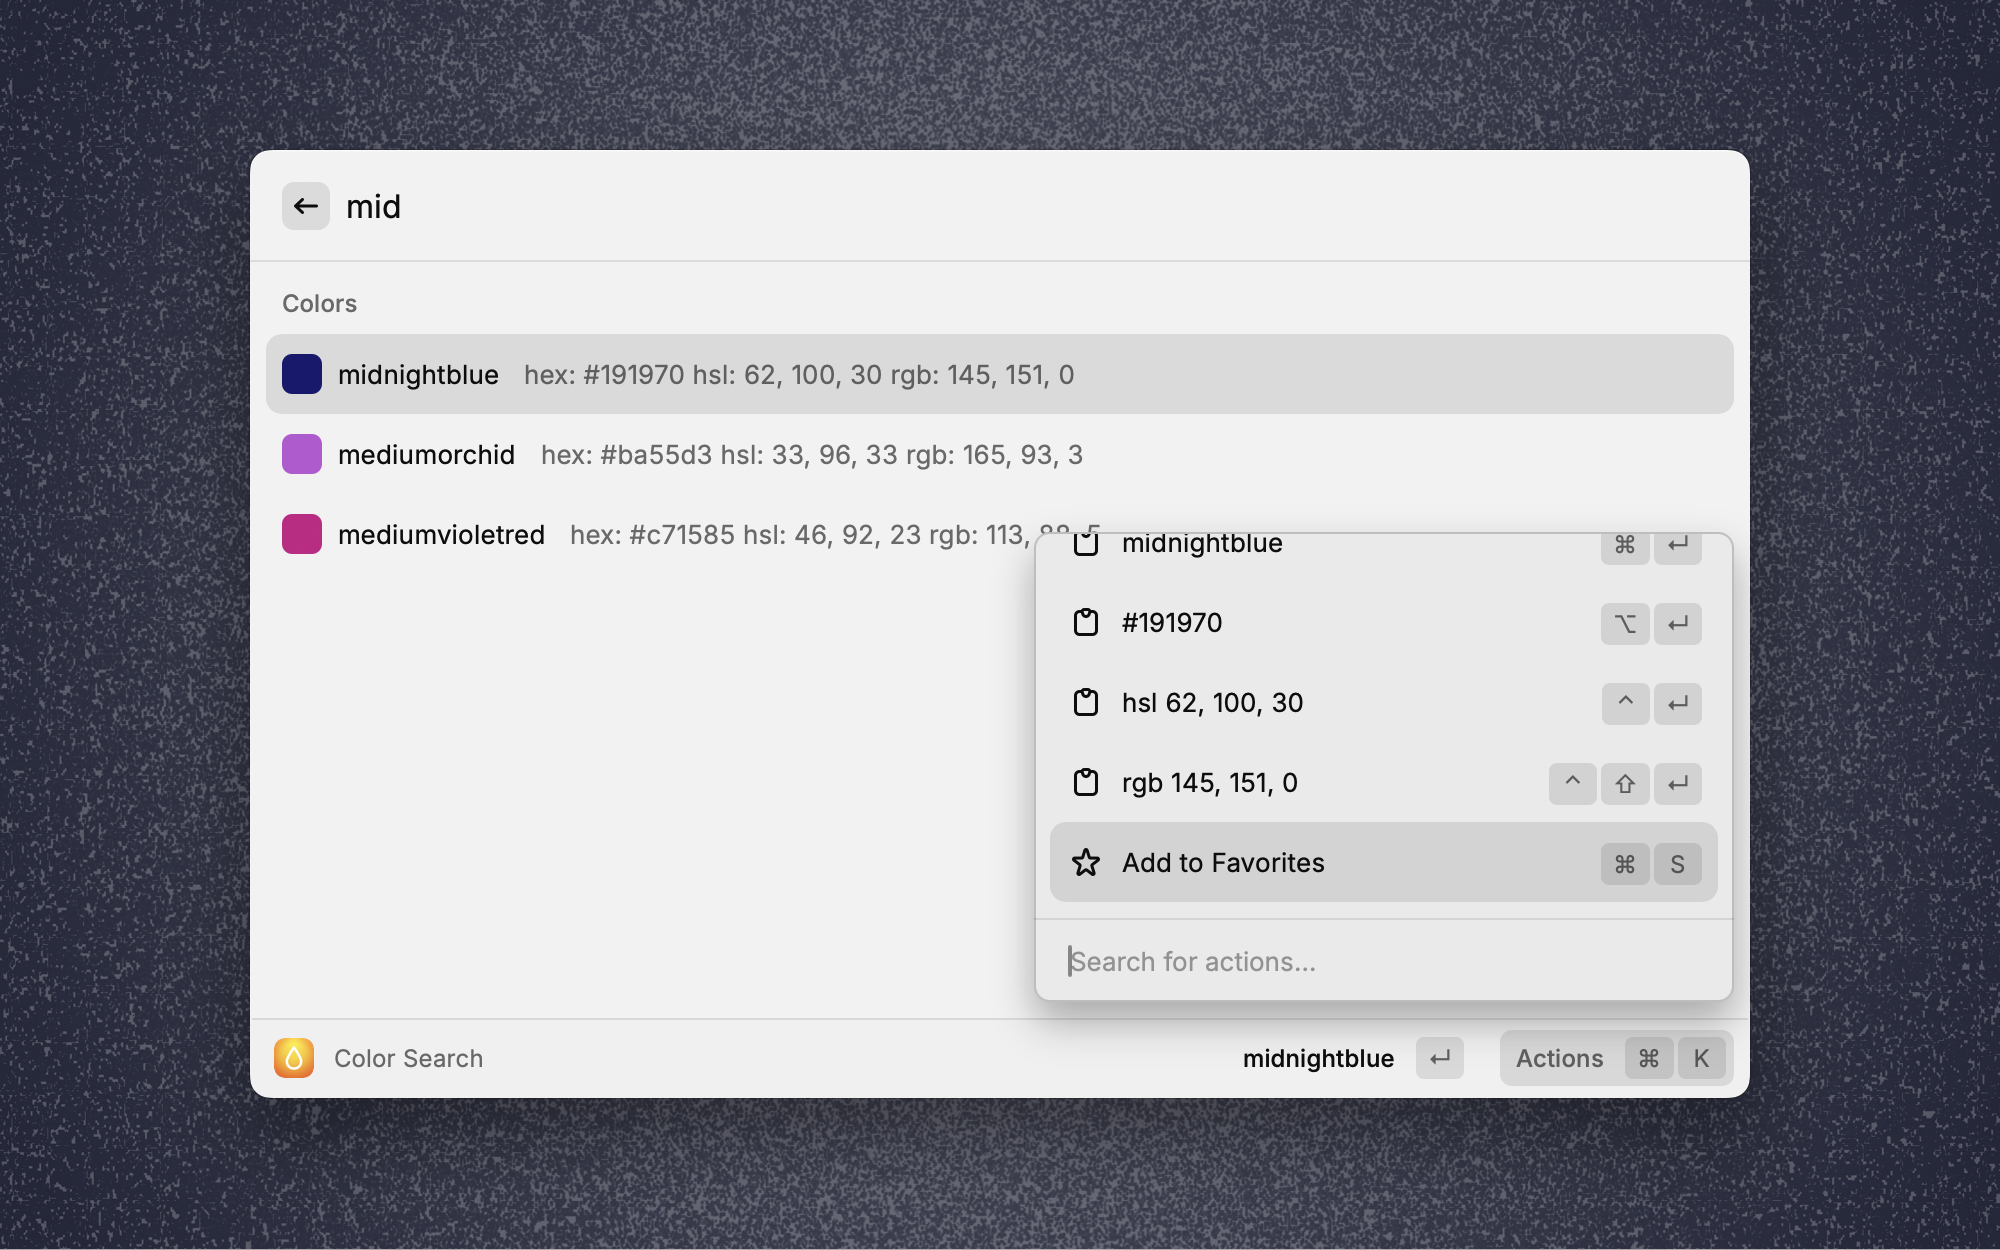 mid
Colors
midnightblue hex: #191970 hsl: 62, 100, 30 rgb: 145, 151, 0
mediumorchid hex: #ba55d3 hsl: 33, 96, 33 rgb: 165, 93, 3
mediumvioletred hex: #c71585 hsl: 46, 92, 23 rgb: 113,
midnightblue ⌘ ↵
#191970 ⌥ ↵
hsl 62, 100, 30 ^ ↵
rgb 145, 151, 0 ^ ⇧ ↵
Add to Favorites ⌘ S
Search for actions...
Color Search midnightblue ↵ Actions ⌘ K